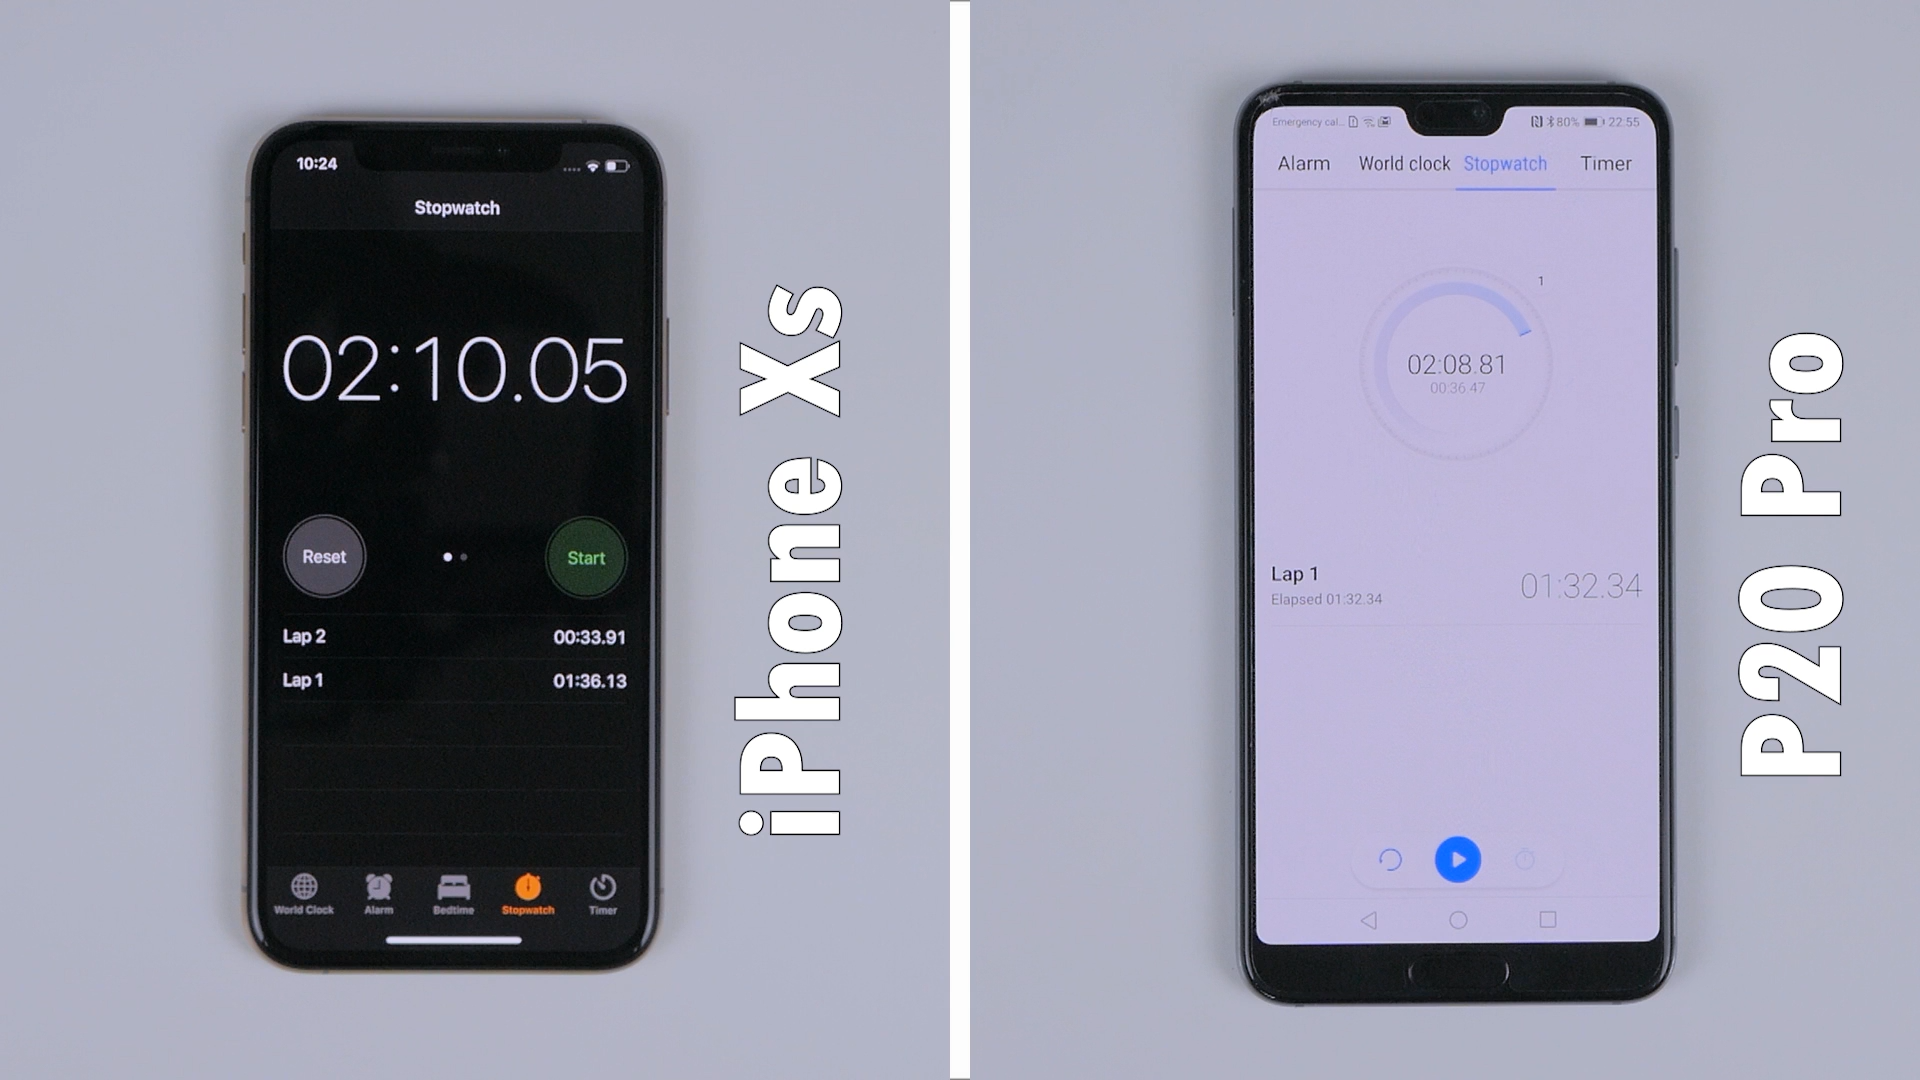 10:24
Stopwatch
02:10.05
Reset
Start
Lap 2 00:33.91
Lap 1 01:36.13
World Clock Alarm Bedtime Stopwatch Timer
iPhone Xs
Emergency cal... 80% 22:55
Alarm World clock Stopwatch Timer
1
02:08.81
00:36.47
Lap 1 01:32.34
Elapsed 01:32.34
P20 Pro